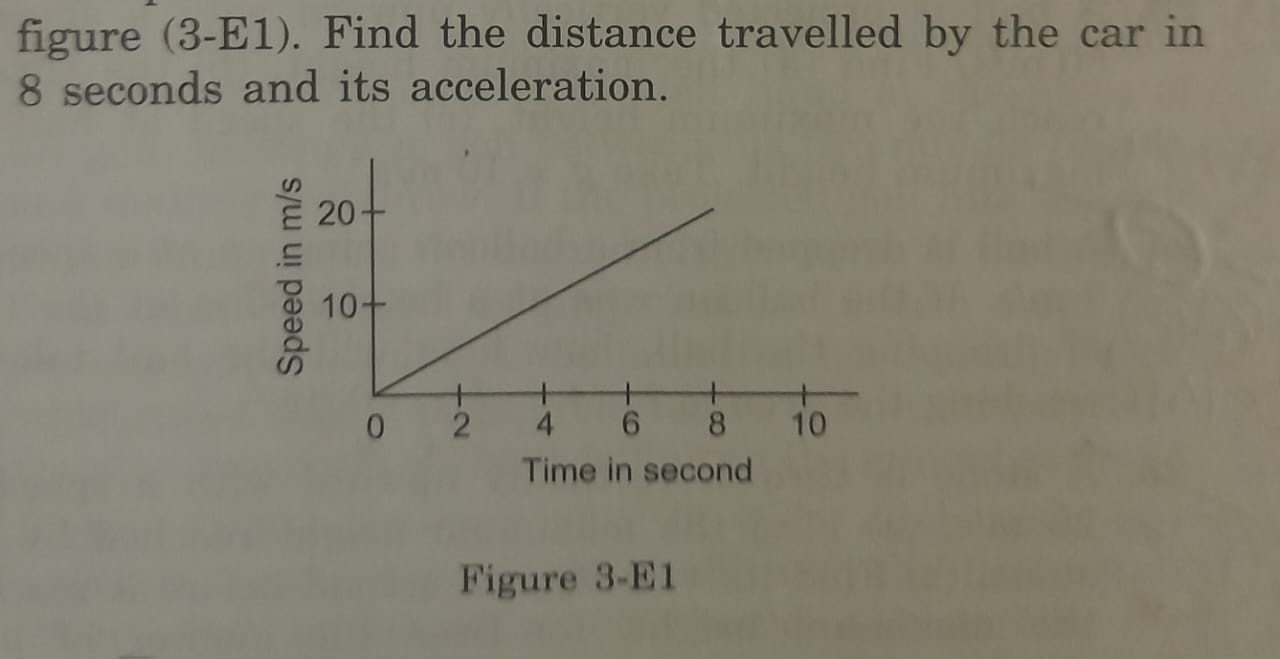 figure (3-E1). Find the distance travelled by the car in
8 seconds and its acceleration.
Speed in m/s
20
10
0 2 4 6 8 10
Time in second
Figure 3-E1